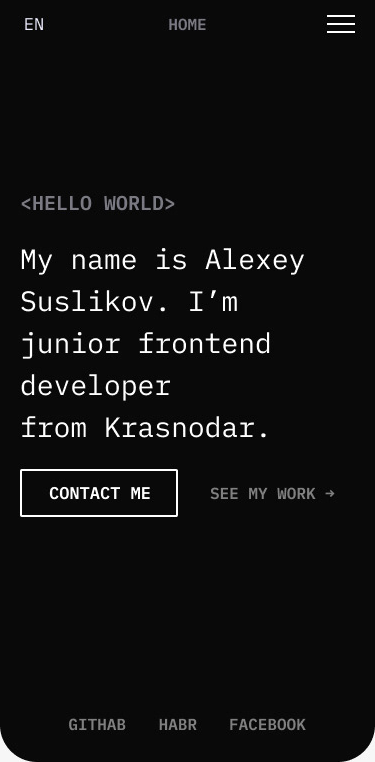 EN
HOME
<HELLO WORLD>
My name is Alexey
Suslikov. I’m
junior frontend
developer
from Krasnodar.
CONTACT ME
SEE MY WORK →
GITHAB HABR FACEBOOK